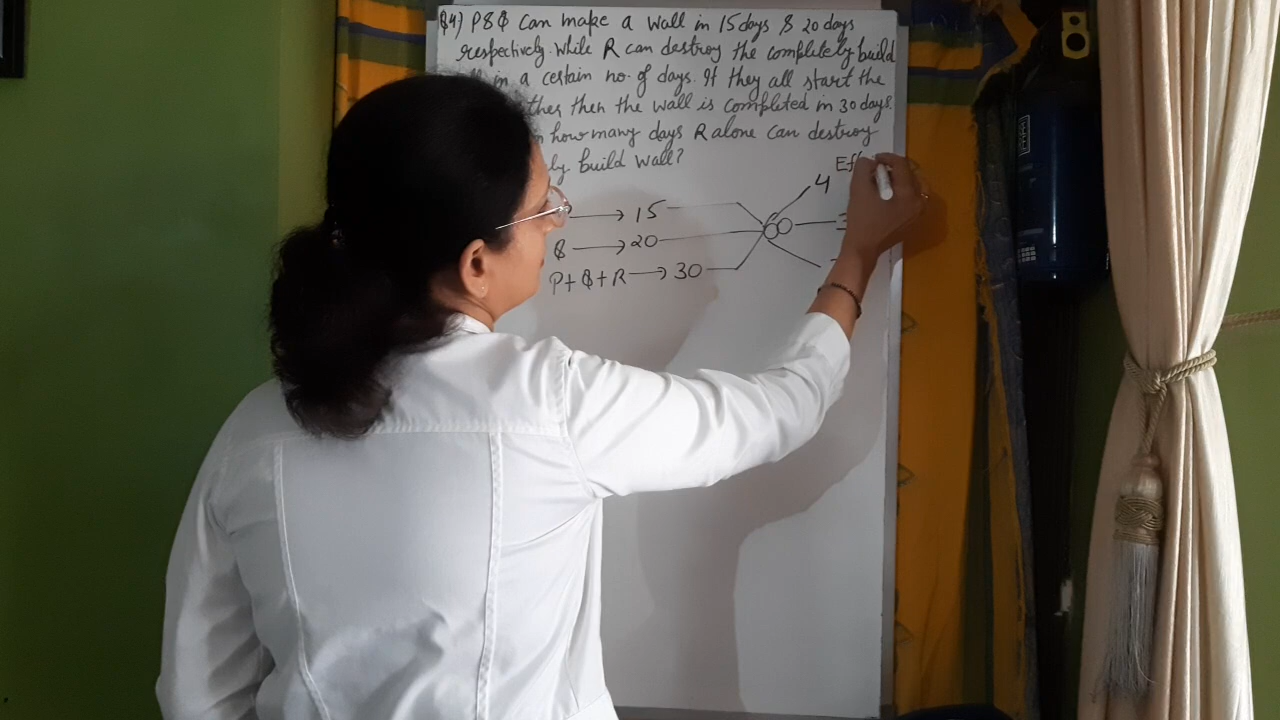 Q4) P & Q can make a wall in 15 days & 20 days
respectively. While R can destroy the completely build
in a certain no. of days. If they all start the
then the wall is completed in 30 days.
how many days R alone can destroy
build wall?
Eff
→ 15 4
Q → 20 60
P+Q+R → 30